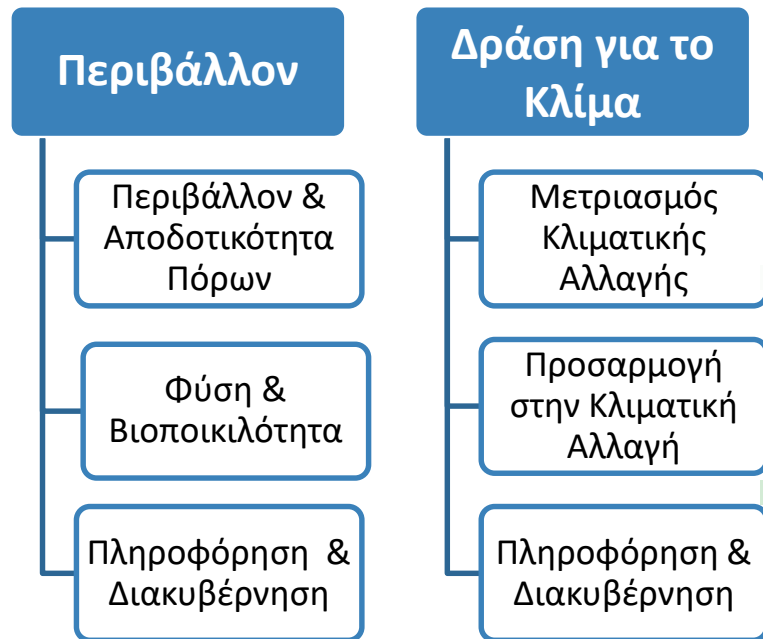 Περιβάλλον
Περιβάλλον &
Αποδοτικότητα
Πόρων
Φύση &
Βιοποικιλότητα
Πληροφόρηση &
Διακυβέρνηση
Δράση για το
Κλίμα
Μετριασμός
Κλιματικής
Αλλαγής
Προσαρμογή
στην Κλιματική
Αλλαγή
Πληροφόρηση &
Διακυβέρνηση